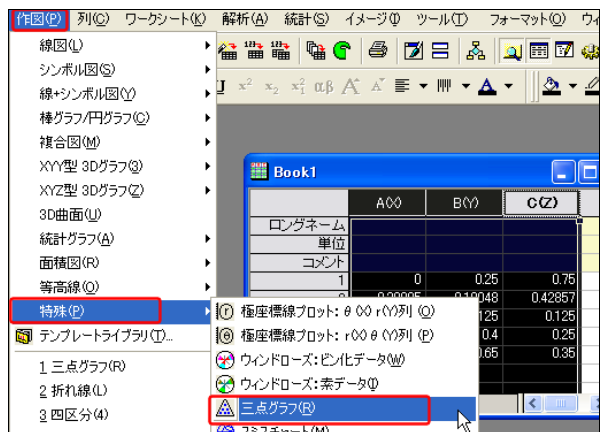 作図(P) 列(C) ワークシート(K) 解析(A) 統計(S) イメージ(I) ツール(T) フォーマット(O)
線図(L)
シンボル図(S)
線+シンボル図(Y)
棒グラフ/円グラフ(C)
複合図(M)
XYY型 3Dグラフ(3)
XYZ型 3Dグラフ(Z)
3D曲面(U)
統計グラフ(A)
面積図(R)
等高線(O)
特殊(P)
テンプレートライブラリ(T)...
1 三点グラフ(R)
2 折れ線(L)
3 四区分(4)
Book1
A(X) B(Y) C(Z)
ロングネーム
単位
コメント
1 0 0.25 0.75
0.42857
125 0.125
0.4 0.25
0.65 0.35
極座標線プロット: θ(X) r(Y)列 (O)
極座標線プロット: r(X) θ(Y)列 (P)
ウィンドローズ:ビン化データ(W)
ウィンドローズ:素データ(I)
三点グラフ(R)